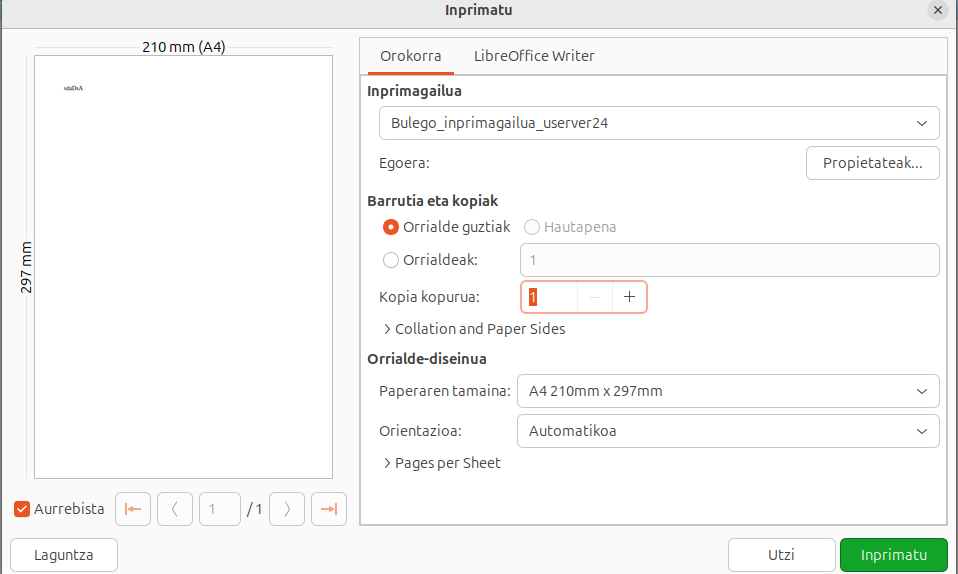 Inprimatu
210 mm (A4)
297 mm
sdaDsA
Aurrebista
1
/ 1
Orokorra
LibreOffice Writer
Inprimagailua
Bulego_inprimagailua_userver24
Egoera:
Propietateak...
Barrutia eta kopiak
Orrialde guztiak
Hautapena
Orrialdeak:
1
Kopia kopurua:
1
Collation and Paper Sides
Orrialde-diseinua
Paperaren tamaina:
A4 210mm x 297mm
Orientazioa:
Automatikoa
Pages per Sheet
Laguntza
Utzi
Inprimatu